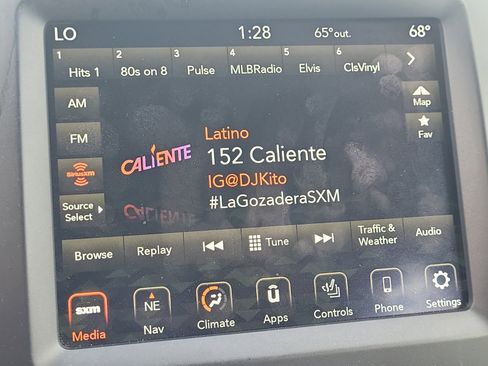 LO 1:28 65°out. 68°
1 Hits 1
2 80s on 8
3 Pulse
4 MLBRadio
5 Elvis
6 ClsVinyl
AM
FM
SiriusXM
Source
Select
Map
Fav
CALIENTE
Latino
152 Caliente
IG@DJKito
#LaGozaderaSXM
Browse
Replay
Tune
Traffic &
Weather
Audio
sxm
Media
NE
Nav
Climate
ü
Apps
Controls
Phone
Settings